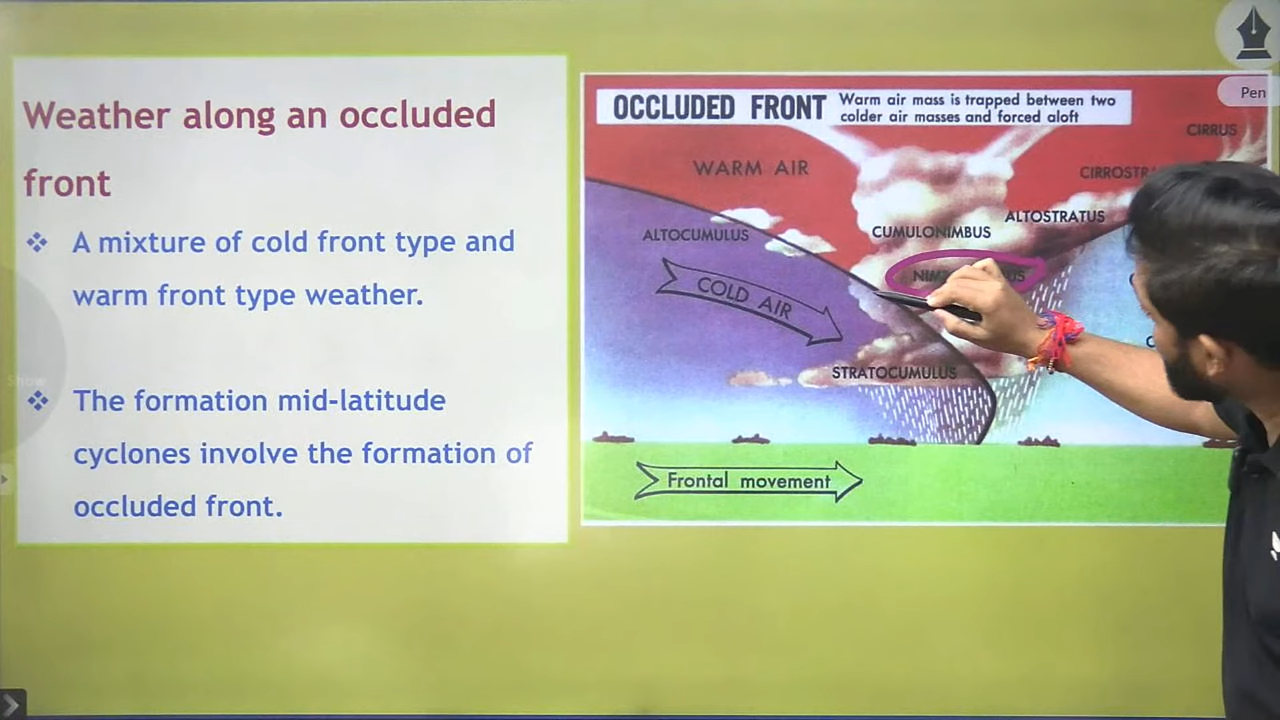 Weather along an occluded
front
❖ A mixture of cold front type and
warm front type weather.
❖ The formation mid-latitude
cyclones involve the formation of
occluded front.
OCCLUDED FRONT
Warm air mass is trapped between two
colder air masses and forced aloft
Pen
CIRRUS
WARM AIR
ALTOSTRATUS
ALTOCUMULUS
CUMULONIMBUS
COLD AIR
STRATOCUMULUS
Frontal movement
Show